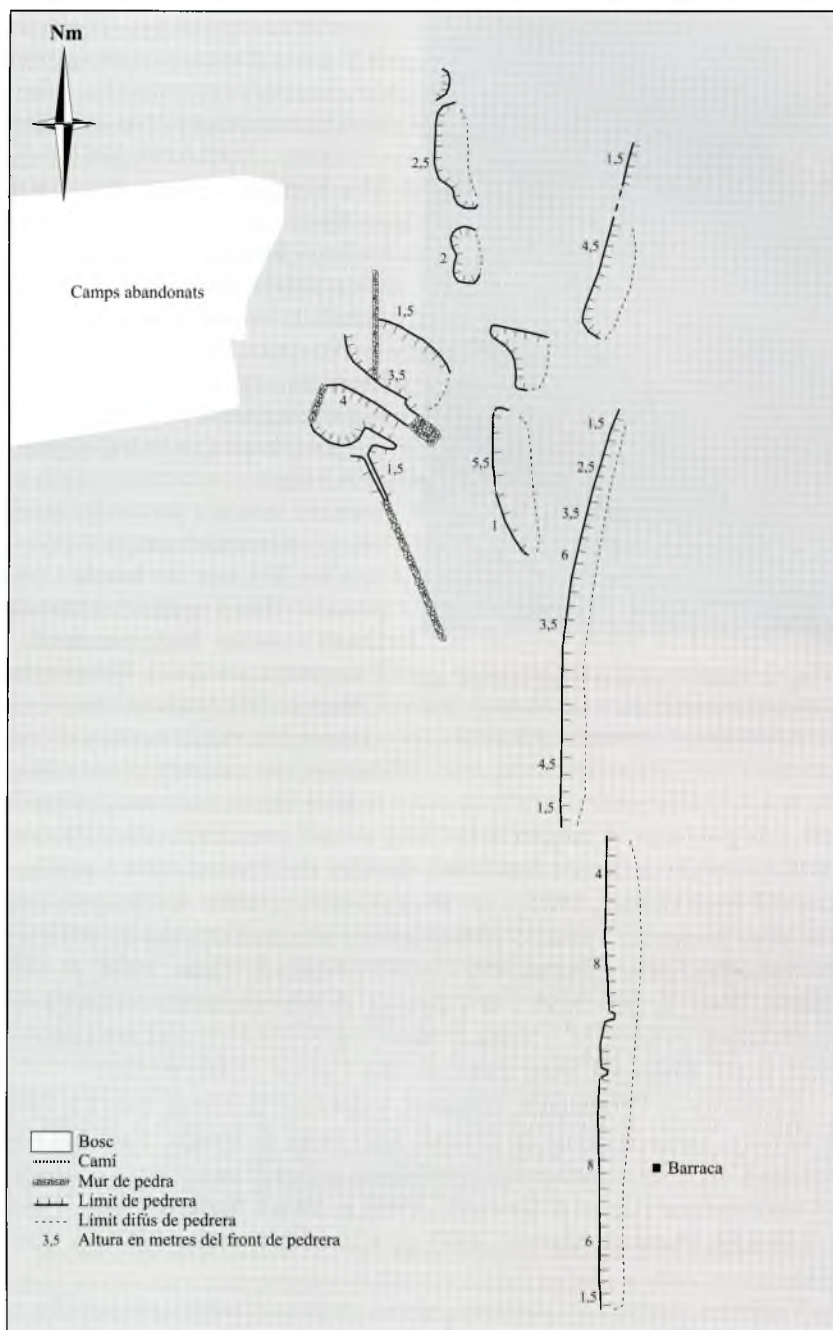 Nm
2,5
1,5
4,5
2
Camps abandonats
1,5
3,5
4
1,5
1,5
2,5
5,5
3,5
1
6
3,5
4,5
1,5
4
8
8
Barraca
6
1,5
Bosc
Camí
Mur de pedra
Límit de pedrera
Límit difús de pedrera
3,5 Altura en metres del front de pedrera